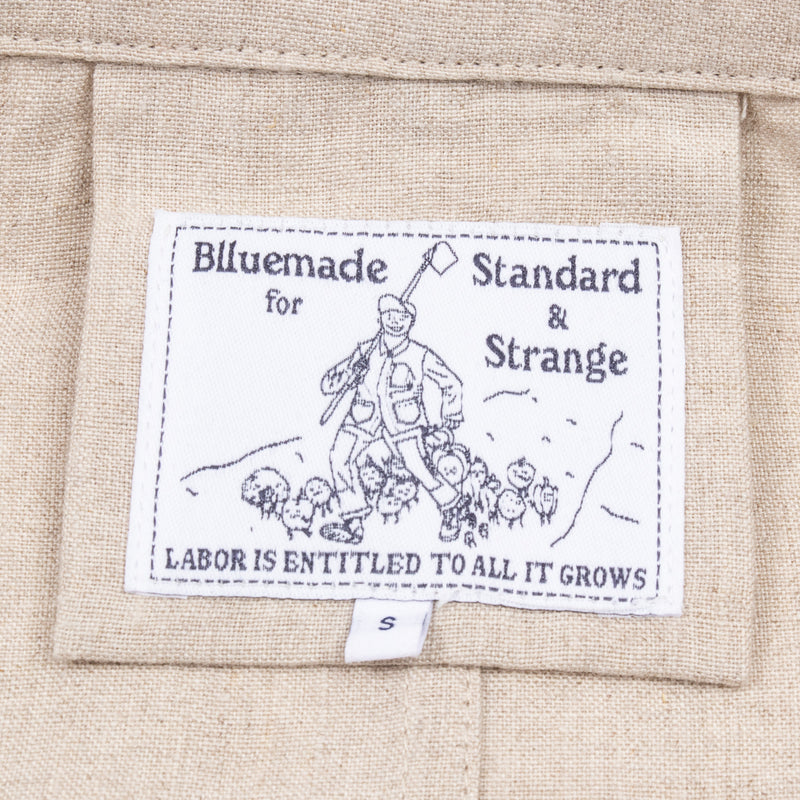 Blluemade
for
Standard
&
Strange
LABOR IS ENTITLED TO ALL IT GROWS
S